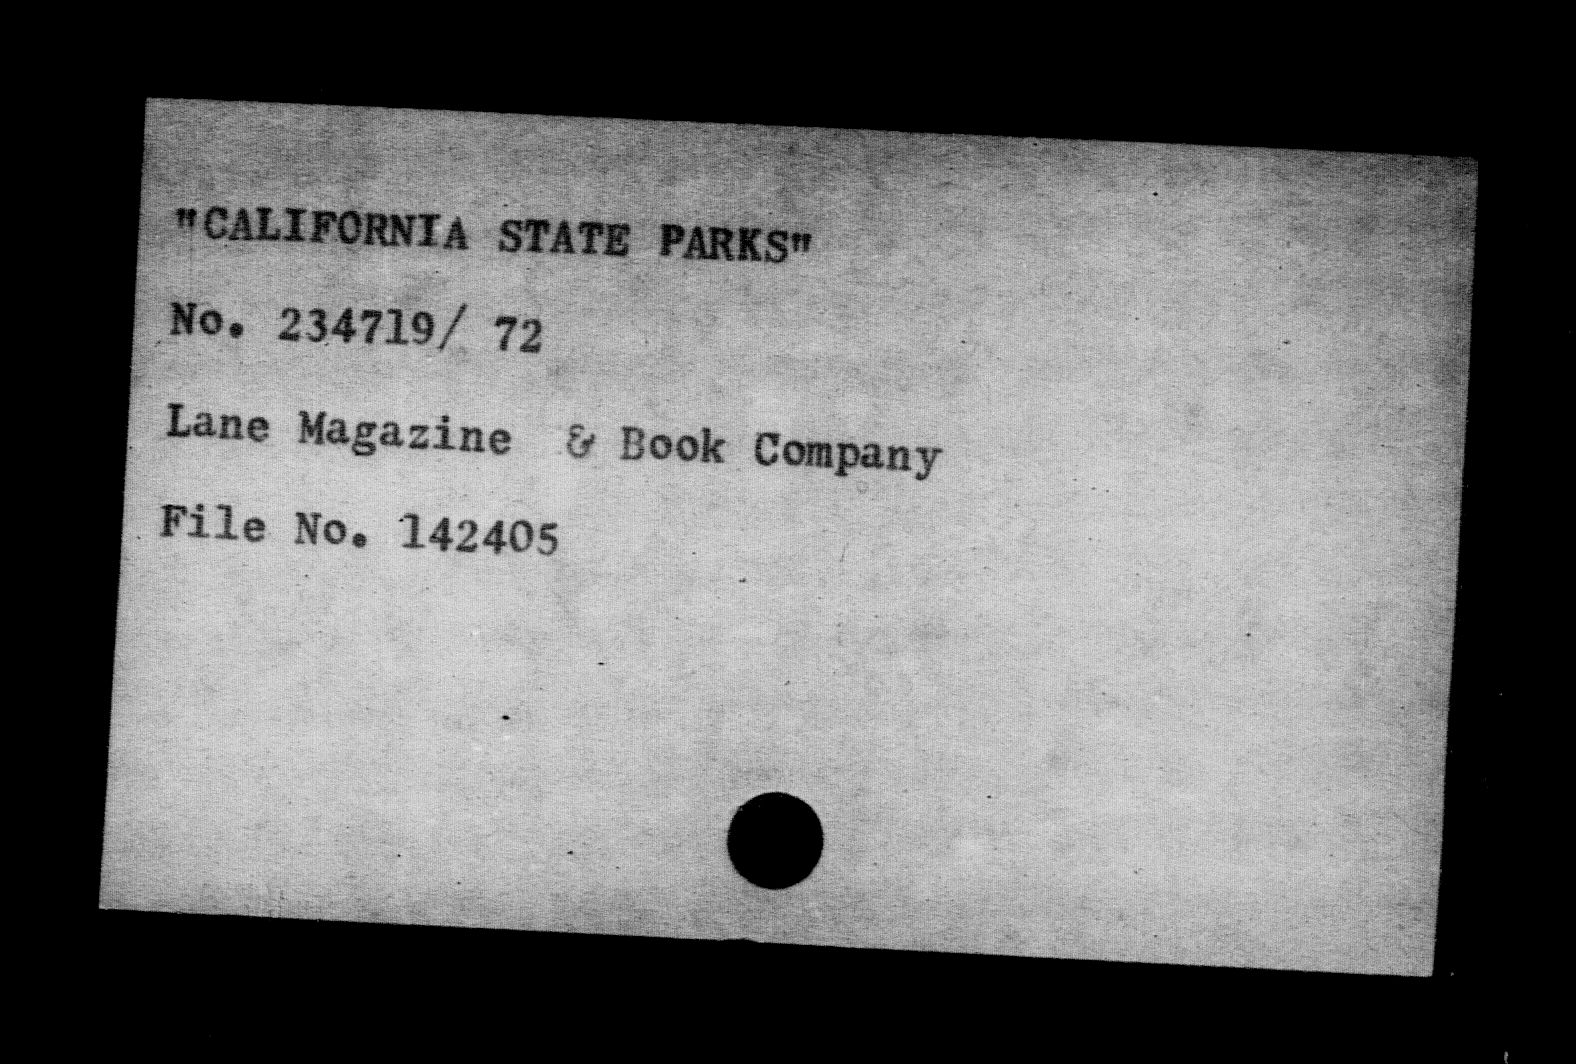 "CALIFORNIA STATE PARKS"
No. 234719/ 72
Lane Magazine & Book Company
File No. 142405